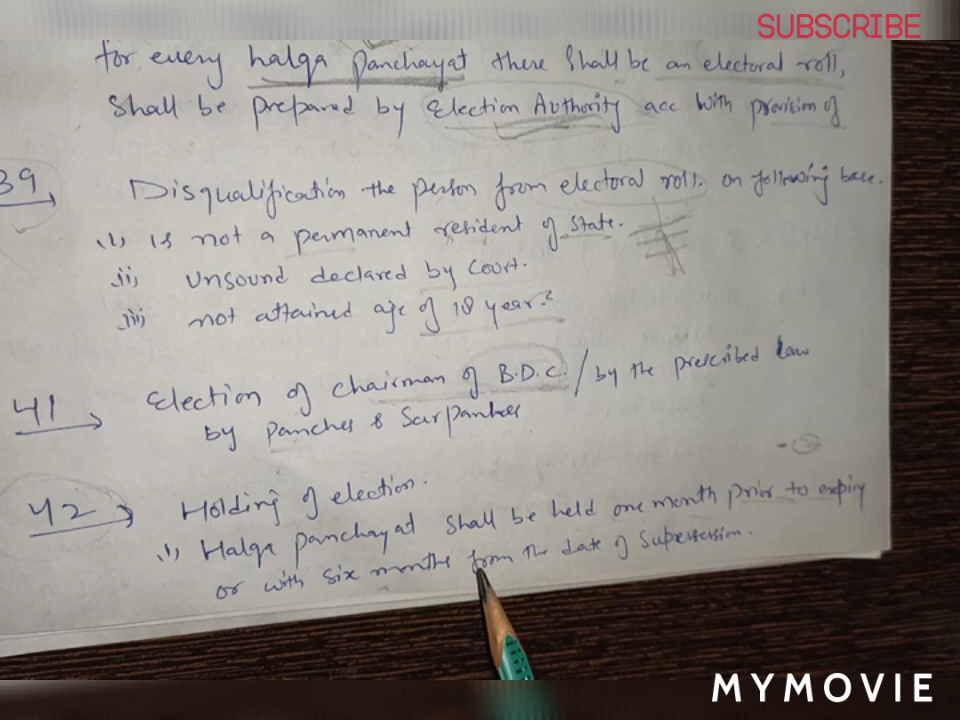 SUBSCRIBE
for every halqa panchayat there shall be an electoral roll,
shall be prepared by Election Authority acc with provision of
39 Disqualification the person from electoral roll. on following base.
(i) is not a permanent resident of state.
ii) unsound declared by court.
iii) not attained age of 18 year.
41 Election of chairman of B.D.C. / by the prescribed law
by panches & Sarpanhes
42 Holding of election.
(i) Halqa panchayat shall be held one month prior to expiry
or with six months from the date of supersession.
MYMOVIE